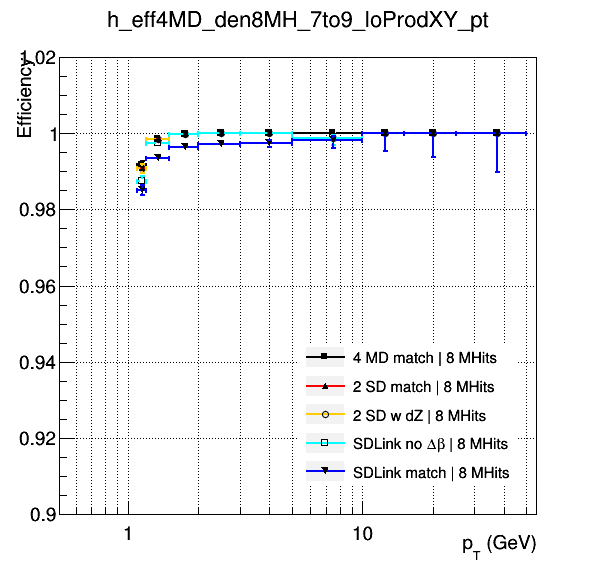 h_eff4MD_den8MH_7to9_loProdXY_pt
Efficiency
1.02
1
0.98
0.96
0.94
0.92
0.9
4 MD match | 8 MHits
2 SD match | 8 MHits
2 SD w dZ | 8 MHits
SDLink no Δβ | 8 MHits
SDLink match | 8 MHits
1
10
p_T (GeV)